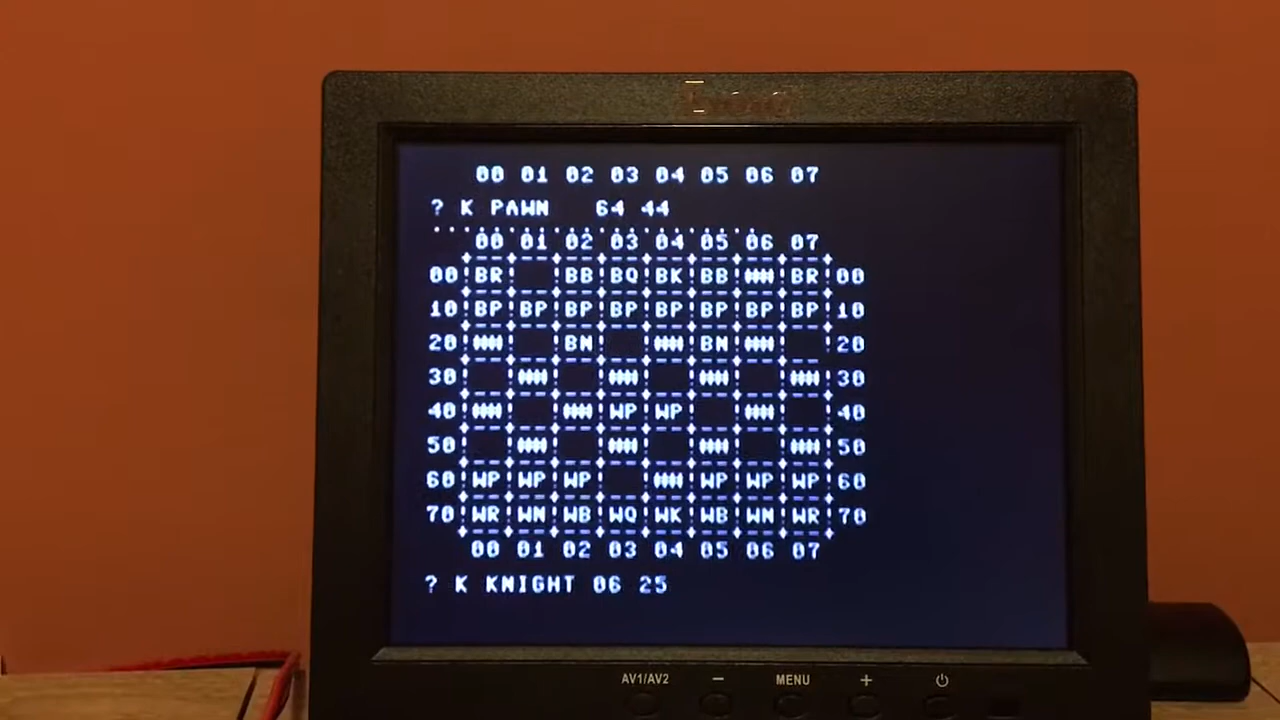 00 01 02 03 04 05 06 07
? K PAWN 64 44
00 01 02 03 04 05 06 07
00 BR BB BQ BK BB BR 00
10 BP BP BP BP BP BP BP BP 10
20 BN BN 20
30 30
40 WP WP 40
50 50
60 WP WP WP WP WP WP 60
70 WR WN WB WQ WK WB WN WR 70
00 01 02 03 04 05 06 07
? K KNIGHT 06 25
AV1/AV2 − MENU +